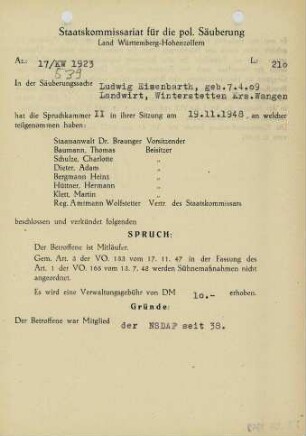 Staatskommissariat für die pol. Säuberung
Land Württemberg-Hohenzollern
Az.: 17/KW 1923
L/ 210
539
In der Säuberungssache Ludwig Eisenbarth, geb.7.4.09
Landwirt, Winterstetten Krs.Wangen
hat die Spruchkammer II in ihrer Sitzung am 19.11.1948, an welcher
teilgenommen haben:
Staatsanwalt Dr. Braunger Vorsitzender
Baumann, Thomas Beisitzer
Schulze, Charlotte "
Dieter, Adam "
Bergmann Heinz "
Hüttner, Hermann "
Klett, Martin "
Reg. Amtmann Wolfstetter Vertr. des Staatskommissars
beschlossen und verkündet folgenden
SPRUCH:
Der Betroffene ist Mitläufer.
Gem. Art. 3 der VO. 133 vom 17. 11. 47 in der Fassung des
Art. 1 der VO. 165 vom 13. 7. 48 werden Sühnemaßnahmen nicht
angeordnet.
Es wird eine Verwaltungsgebühr von DM 10.- erhoben.
Gründe:
Der Betroffene war Mitglied der NSDAP seit 38.